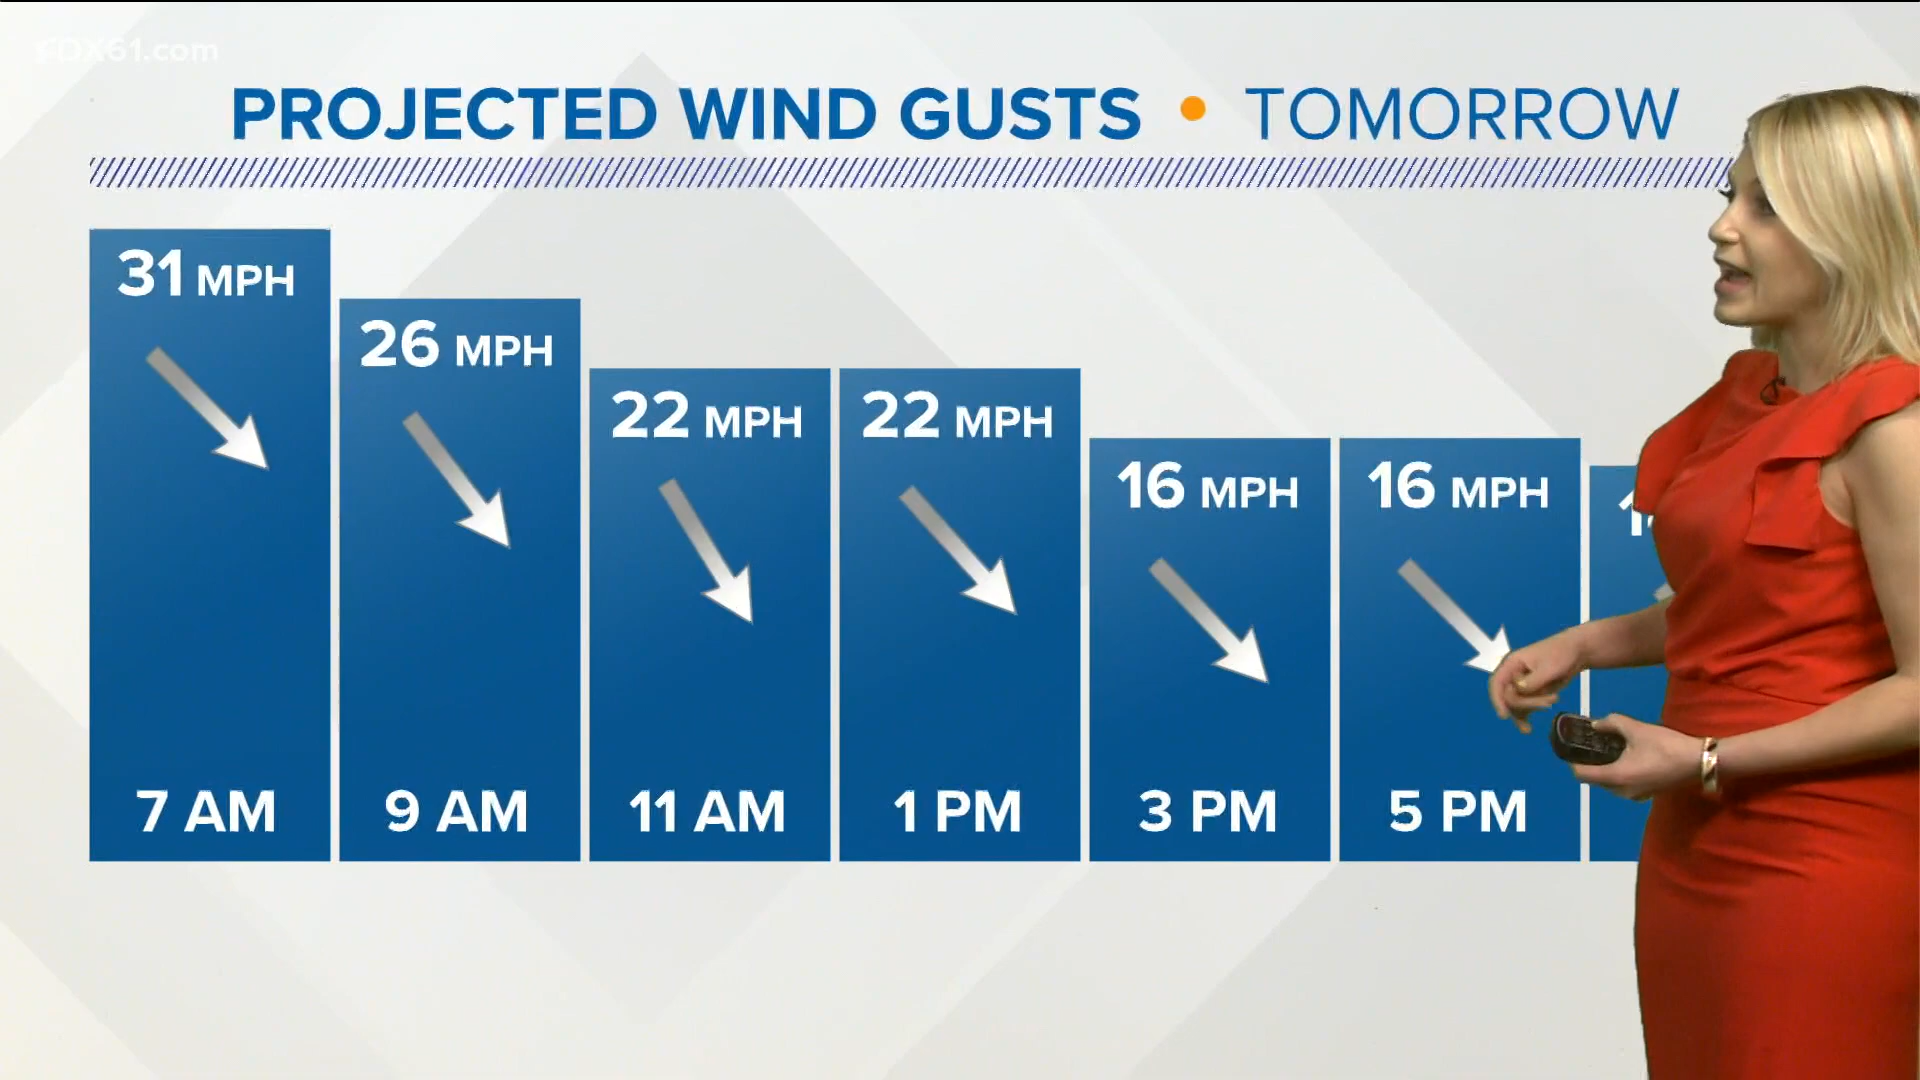 FOX61.com
PROJECTED WIND GUSTS • TOMORROW
31 MPH
26 MPH
22 MPH
22 MPH
16 MPH
16 MPH
7 AM
9 AM
11 AM
1 PM
3 PM
5 PM